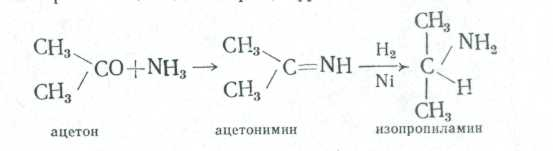 CH₃
CH₃
CO+NH₃ →
CH₃
CH₃
C=NH
H₂
Ni
CH₃
NH₂
C
H
CH₃
ацетон
ацетонимин
изопропиламин